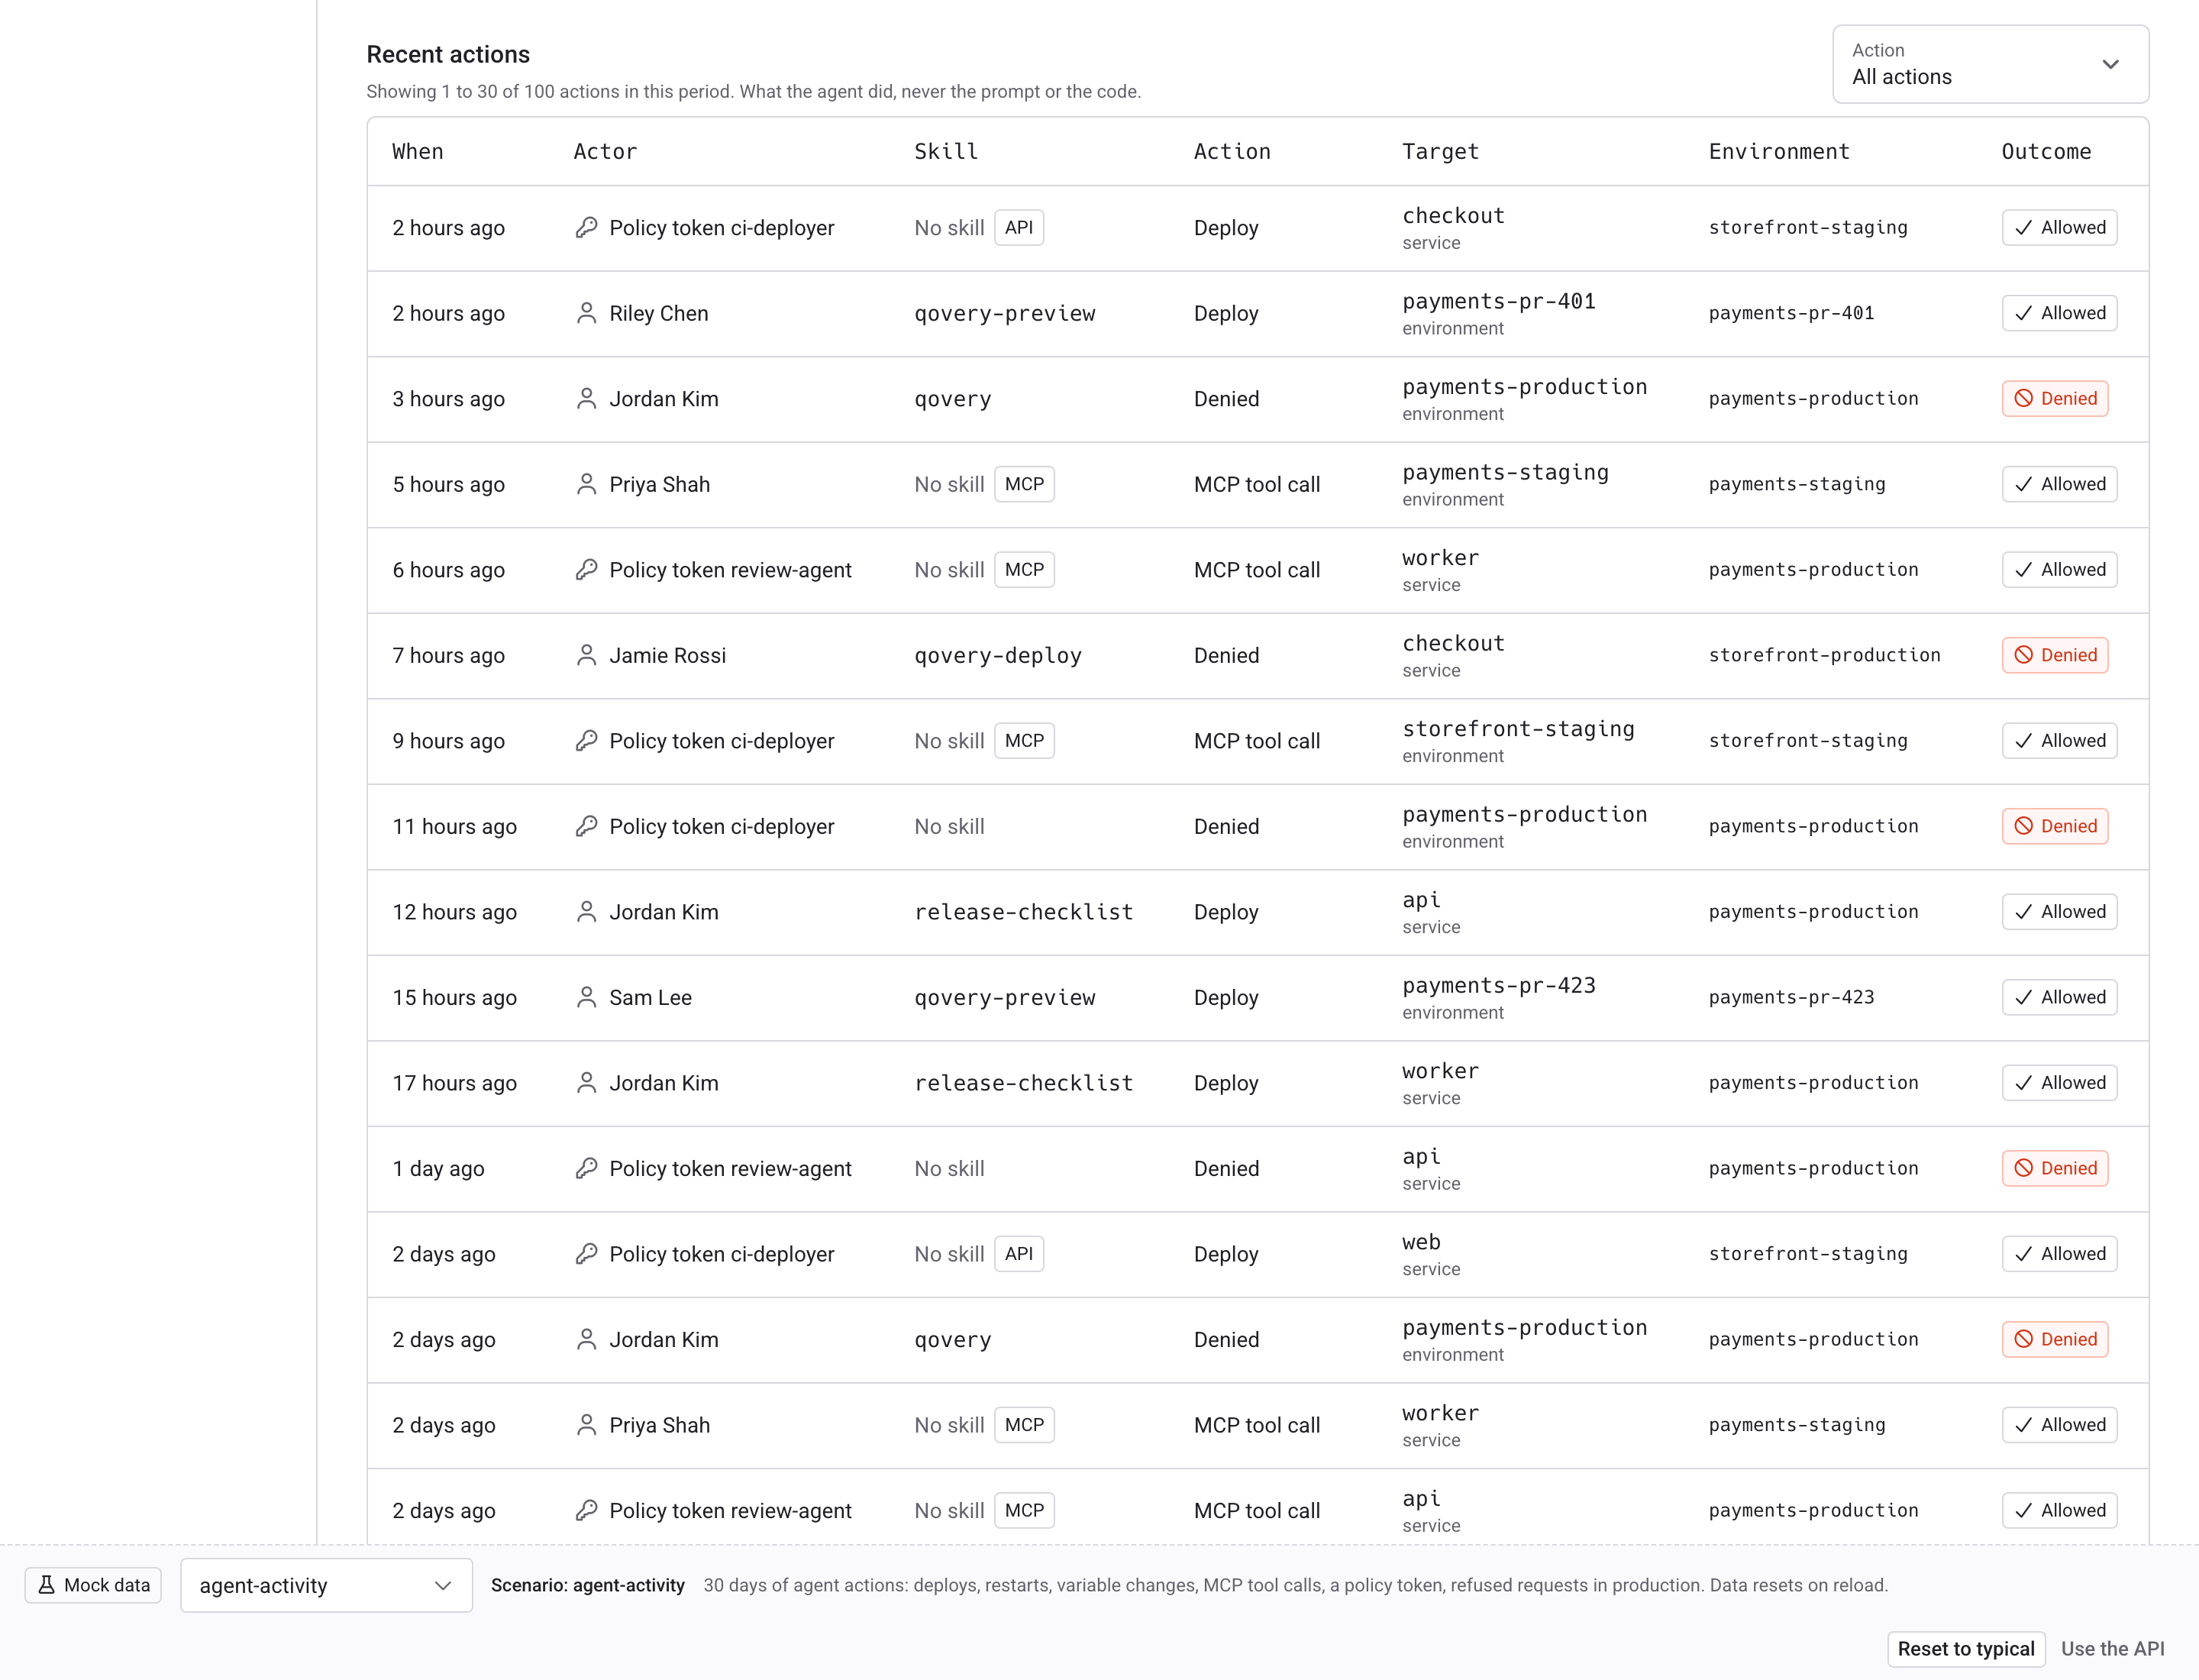 Recent actions
Showing 1 to 30 of 100 actions in this period. What the agent did, never the prompt or the code.
Action
All actions
When Actor Skill Action Target Environment Outcome
2 hours ago Policy token ci-deployer No skill API Deploy checkout storefront-staging Allowed
service
2 hours ago Riley Chen qovery-preview Deploy payments-pr-401 payments-pr-401 Allowed
environment
3 hours ago Jordan Kim qovery Denied payments-production payments-production Denied
environment
5 hours ago Priya Shah No skill MCP MCP tool call payments-staging payments-staging Allowed
environment
6 hours ago Policy token review-agent No skill MCP MCP tool call worker payments-production Allowed
service
7 hours ago Jamie Rossi qovery-deploy Denied checkout storefront-production Denied
service
9 hours ago Policy token ci-deployer No skill MCP MCP tool call storefront-staging storefront-staging Allowed
environment
11 hours ago Policy token ci-deployer No skill Denied payments-production payments-production Denied
environment
12 hours ago Jordan Kim release-checklist Deploy api payments-production Allowed
service
15 hours ago Sam Lee qovery-preview Deploy payments-pr-423 payments-pr-423 Allowed
environment
17 hours ago Jordan Kim release-checklist Deploy worker payments-production Allowed
service
1 day ago Policy token review-agent No skill Denied api payments-production Denied
service
2 days ago Policy token ci-deployer No skill API Deploy web storefront-staging Allowed
service
2 days ago Jordan Kim qovery Denied payments-production payments-production Denied
environment
2 days ago Priya Shah No skill MCP MCP tool call worker payments-staging Allowed
service
2 days ago Policy token review-agent No skill MCP MCP tool call api payments-production Allowed
service
Mock data agent-activity Scenario: agent-activity 30 days of agent actions: deploys, restarts, variable changes, MCP tool calls, a policy token, refused requests in production. Data resets on reload.
Reset to typical Use the API